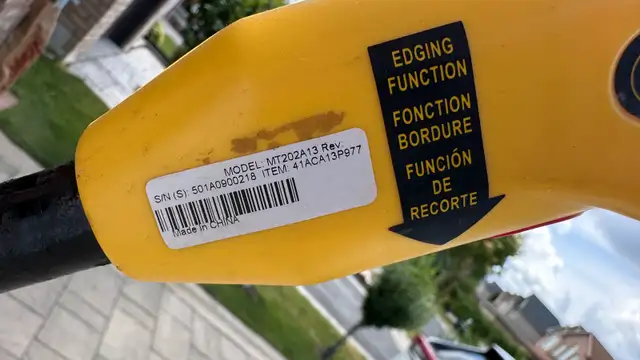 MODEL: MT202A13 Rev:
S/N (S): 501A0900218 ITEM: 41ACA13P977
Made in CHINA
EDGING
FUNCTION
FONCTION
BORDURE
FUNCIÓN
DE
RECORTE